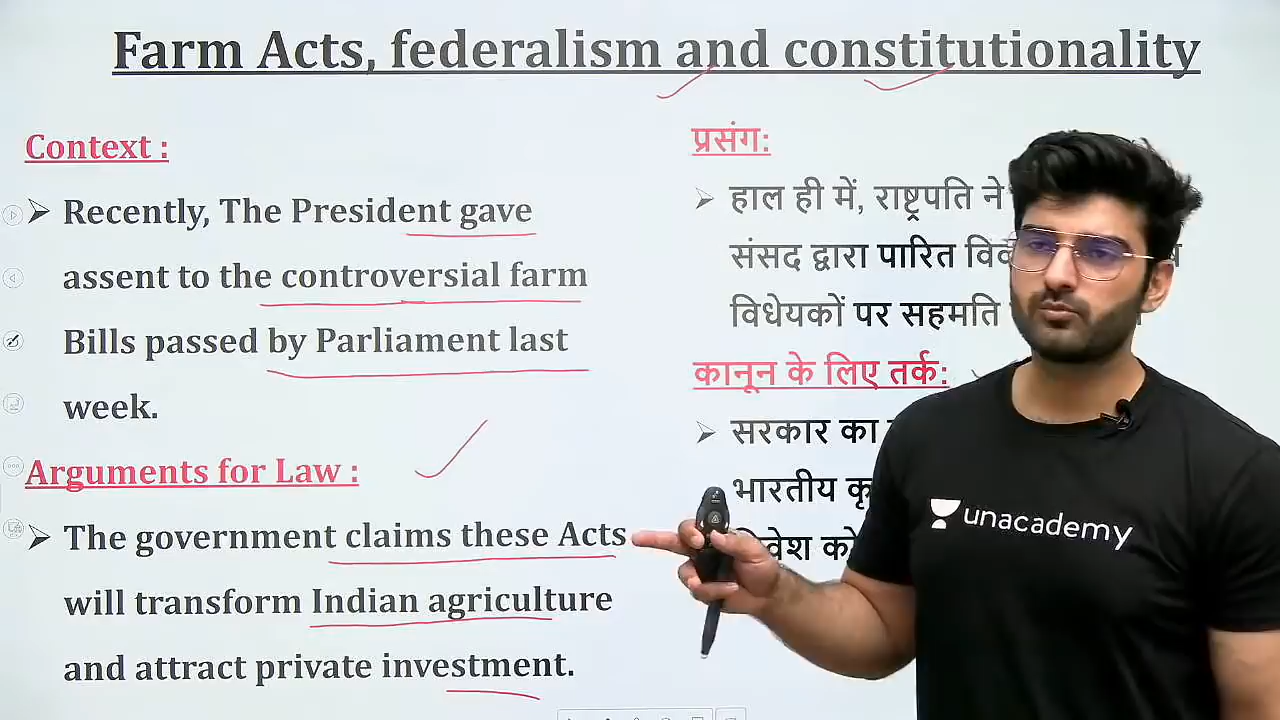 Farm Acts, federalism and constitutionality
Context :
Recently, The President gave
assent to the controversial farm
Bills passed by Parliament last
week.
Arguments for Law :
The government claims these Acts
will transform Indian agriculture
and attract private investment.
प्रसंग:
हाल ही में, राष्ट्रपति ने
संसद द्वारा पारित
विधेयकों पर सहमति
कानून के लिए तर्क:
सरकार का
भारतीय
को
unacademy